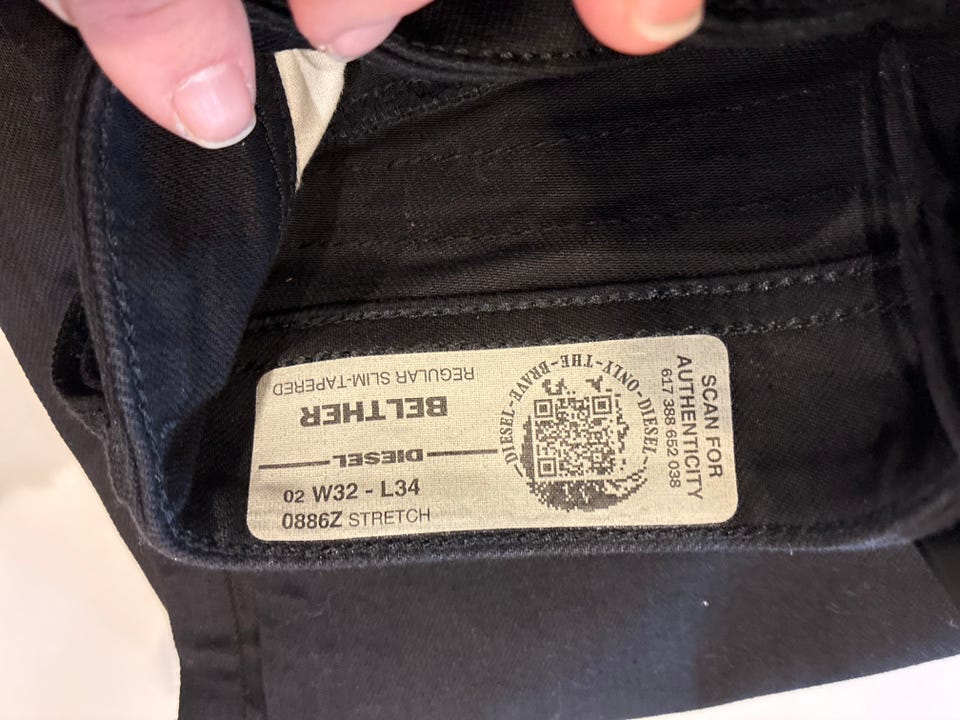 REGULAR SLIM-TAPERED
BELTHER
DIESEL
02 W32 - L34
0886Z STRETCH
DIESEL-ONLY-THE-BRAVE-DIESEL-
SCAN FOR
AUTHENTICITY
617 388 652 038